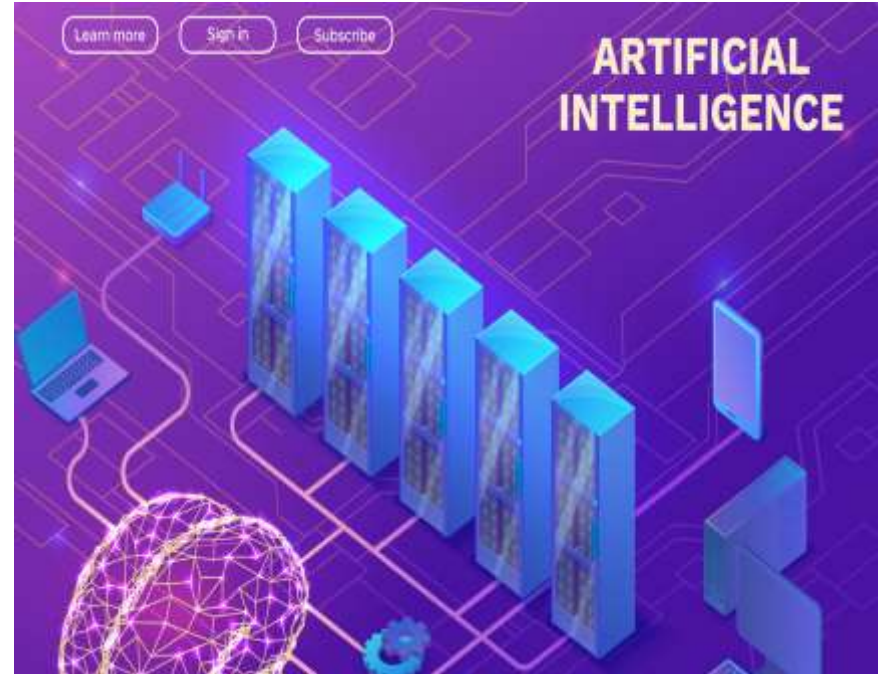 Learn more
Sign in
Subscribe
ARTIFICIAL
INTELLIGENCE